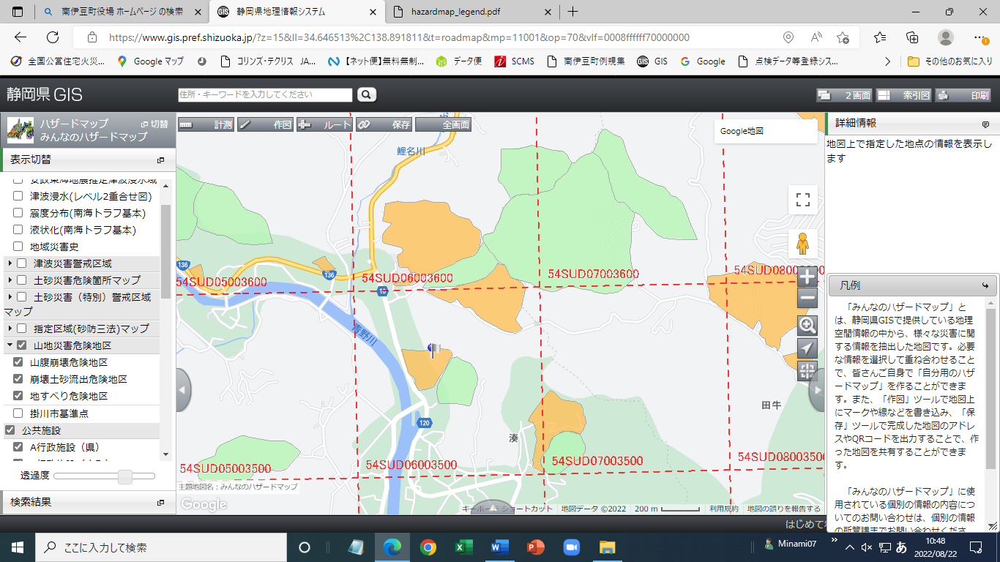 南伊豆町役場 ホームページ の検索
静岡県地理情報システム
hazardmap_legend.pdf
https://www.gis.pref.shizuoka.jp/?z=15&ll=34.646513%2C138.891811&t=roadmap&mp=11001&op=70&vlf=0008ffffff70000000
全国公営住宅火災...
Google マップ
コリンズ・テクリス JA...
【ネット便】無料無制...
データ便
SCMS
南伊豆町例規集
GIS
Google
点検データ等登録シス...
その他のお気に入り
静岡県 GIS
住所・キーワードを入力してください
2画面
索引図
印刷
ハザードマップ
切替
みんなのハザードマップ
表示切替
安政東海地震推定津波浸水域
津波浸水(レベル2重合せ図)
震度分布(南海トラフ基本)
液状化(南海トラフ基本)
地域災害史
津波災害警戒区域
土砂災害危険箇所マップ
土砂災害（特別）警戒区域
マップ
指定区域(砂防三法)マップ
山地災害危険地区
山腹崩壊危険地区
崩壊土砂流出危険地区
地すべり危険地区
掛川市基準点
公共施設
A行政施設（県）
透過度
検索結果
計測
作図
ルート
保存
全画面
Google地図
鯉名川
136
136
16
120
青野川
湊
田牛
54SUD05003600
54SUD06003600
54SUD07003600
54SUD0800
54SUD05003500
54SUD06003500
54SUD07003500
54SUD08003500
主題地図名：みんなのハザードマップ
Google
キーボード ショートカット
地図データ ©2022
200 m
利用規約
地図の誤りを報告する
詳細情報
地図上で指定した地点の情報を表示し
ます
凡例
「みんなのハザードマップ」と
は、静岡県GISで提供している地理
空間情報の中から、様々な災害に関
する情報を抽出した地図です。必要
な情報を選択して重ね合わせること
で、皆さんご自身で「自分用のハザ
ードマップ」を作ることができま
す。また、「作図」ツールで地図上
にマークや線などを書き込み、「保
存」ツールで完成した地図のアドレ
スやQRコードを出力することで、作
った地図を共有することができま
す。
「みんなのハザードマップ」に使
用されている個別の情報の内容につ
いてのお問い合わせは、個別の情報
の所管課までお問い合わせくださ
はじめて
ここに入力して検索
Minami07
あ
10:48
2022/08/22